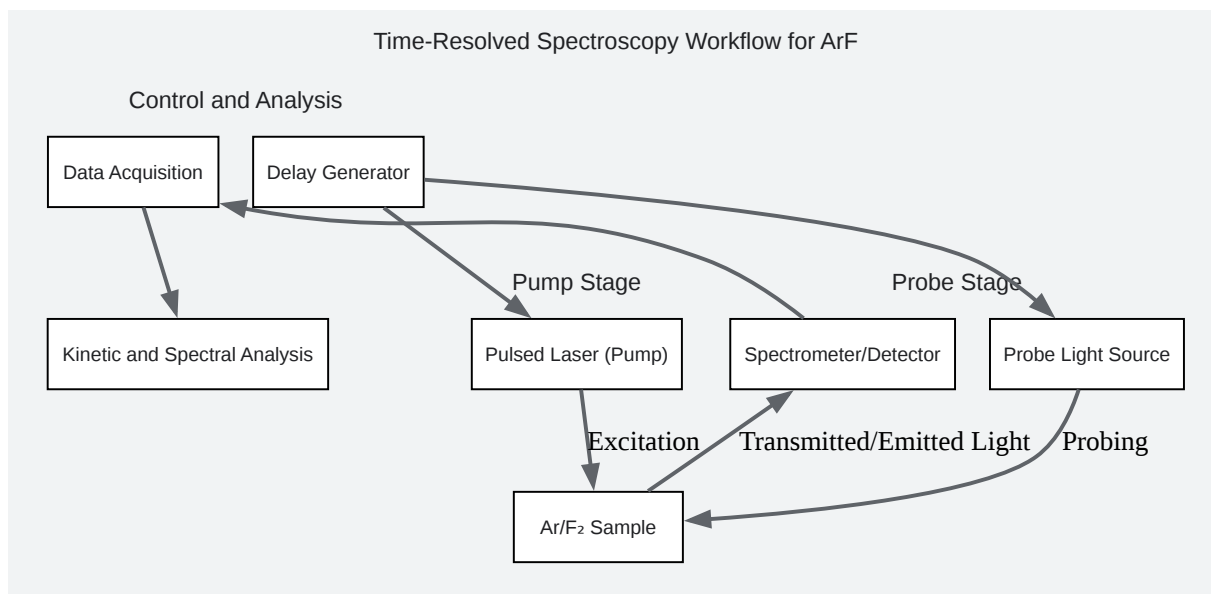 Time-Resolved Spectroscopy Workflow for ArF
Control and Analysis
Data Acquisition
Delay Generator
Pump Stage
Probe Stage
Kinetic and Spectral Analysis
Pulsed Laser (Pump)
Spectrometer/Detector
Probe Light Source
Excitation
Transmitted/Emitted Light
Probing
Ar/F₂ Sample